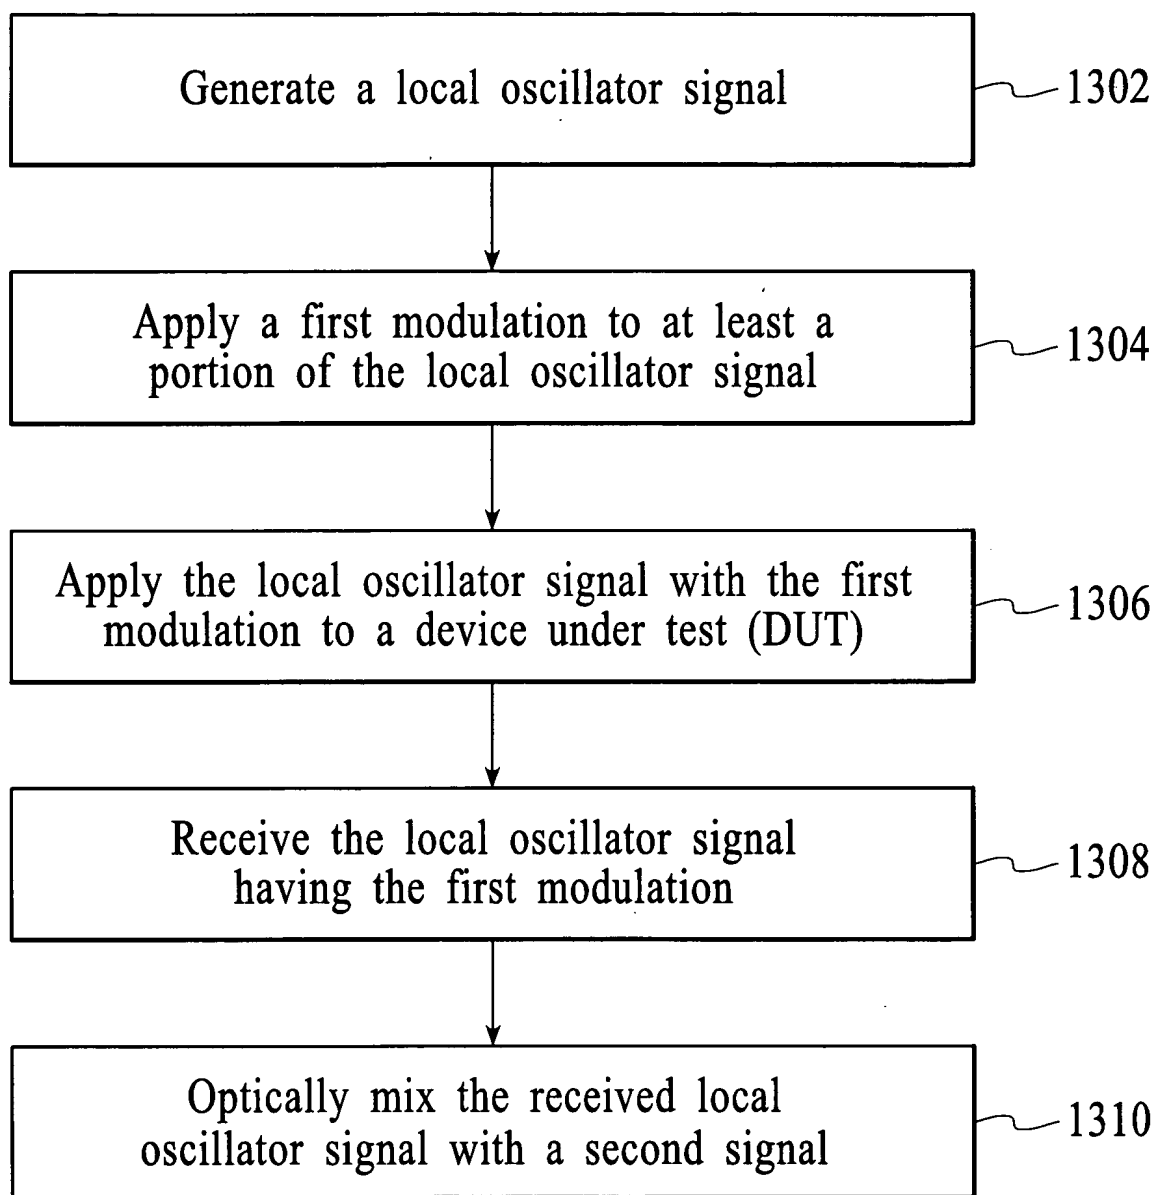 Generate a local oscillator signal
1302
Apply a first modulation to at least a
portion of the local oscillator signal
1304
Apply the local oscillator signal with the first
modulation to a device under test (DUT)
1306
Receive the local oscillator signal
having the first modulation
1308
Optically mix the received local
oscillator signal with a second signal
1310